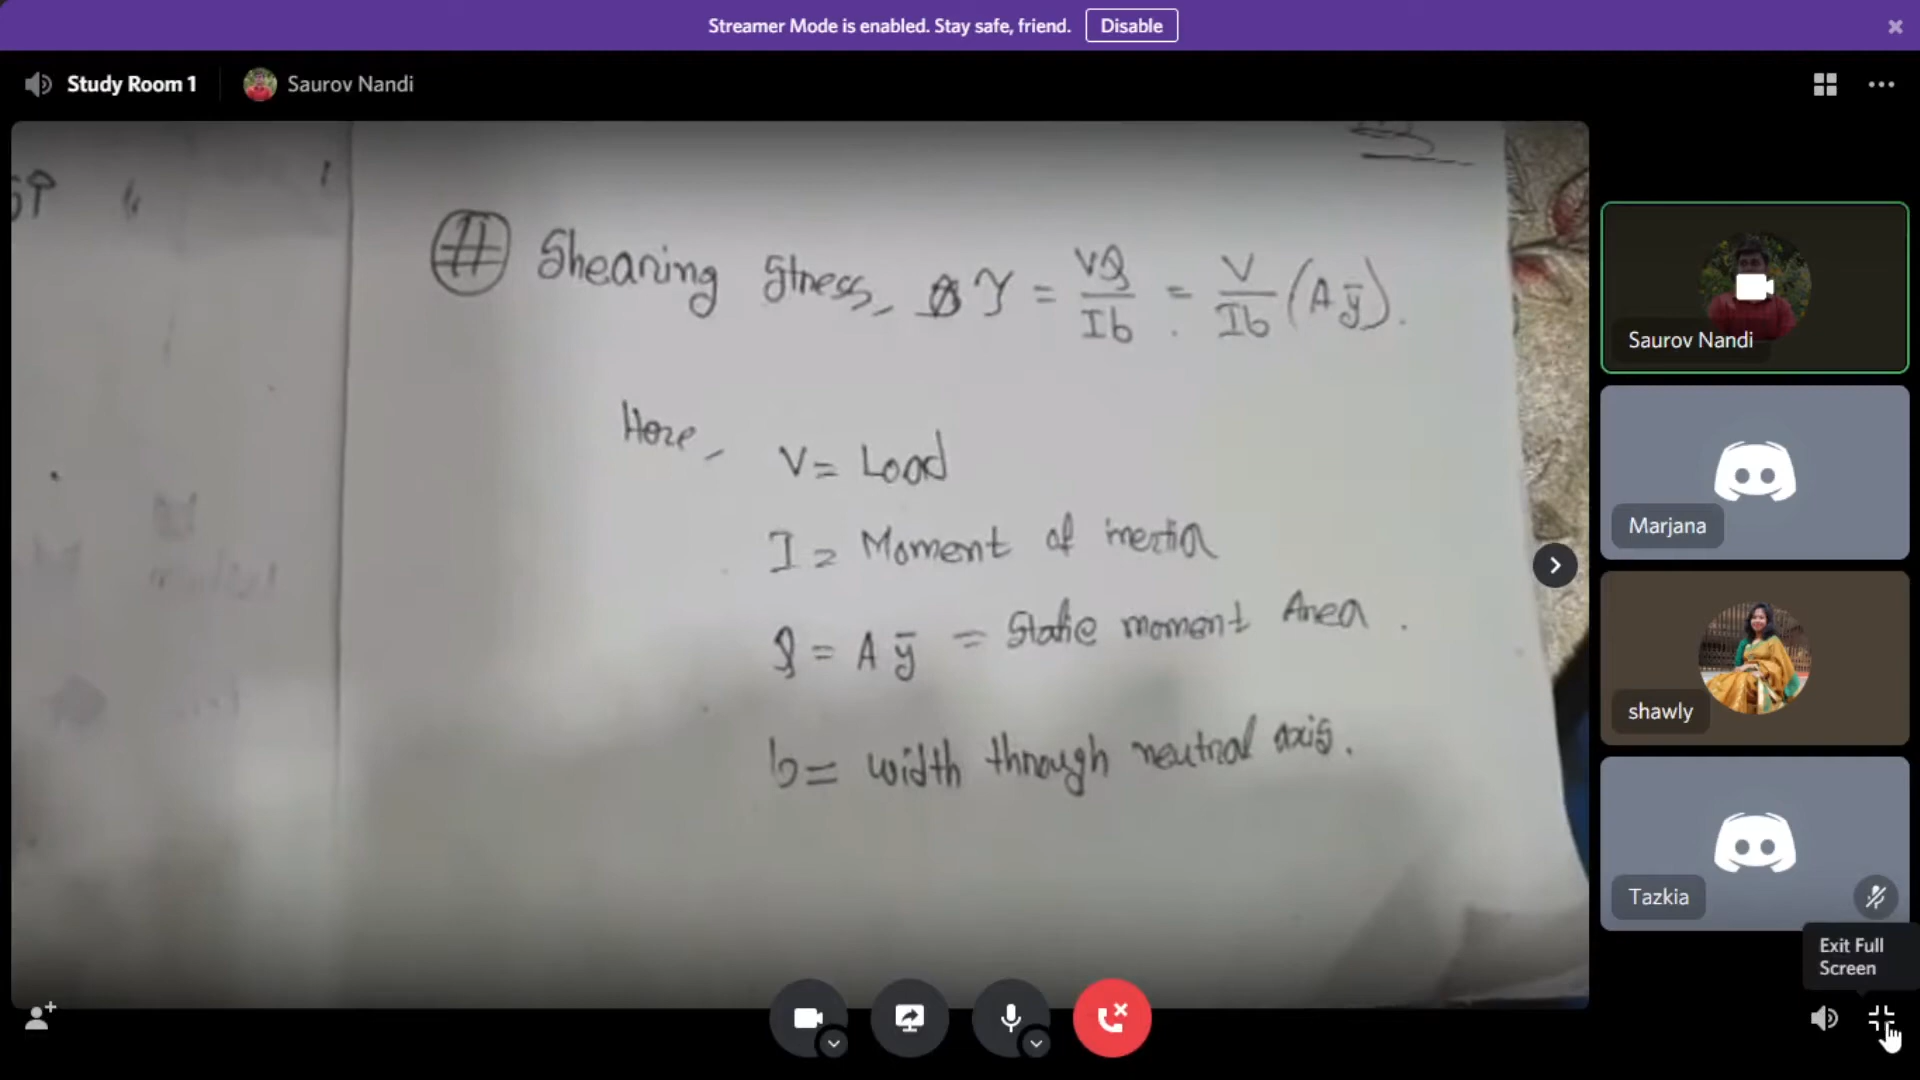 Streamer Mode is enabled. Stay safe, friend. Disable
Study Room 1 Saurov Nandi
# Shearing Stress, τ = VQ/Ib = V/Ib (Aȳ).
Here,
V = Load
I = Moment of inertia
Q = Aȳ = Static moment Area.
b = width through neutral axis.
Saurov Nandi
Marjana
shawly
Tazkia
Exit Full
Screen